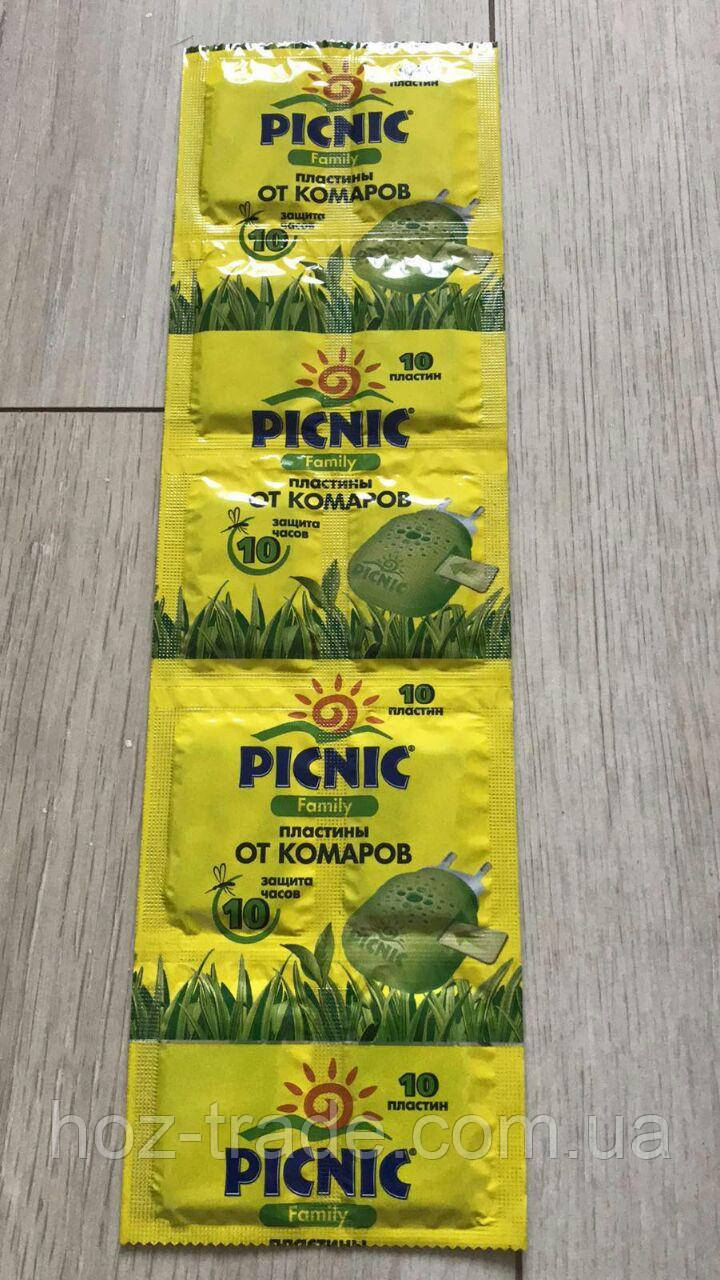 10
пластин
PICNIC®
Family
пластины
ОТ КОМАРОВ
защита
10 часов
10
пластин
PICNIC®
Family
пластины
ОТ КОМАРОВ
защита
10 часов
PICNIC
10
пластин
PICNIC®
Family
пластины
ОТ КОМАРОВ
защита
10 часов
PICNIC
10
пластин
hoz-trade.com.ua
PICNIC®
Family
пластины